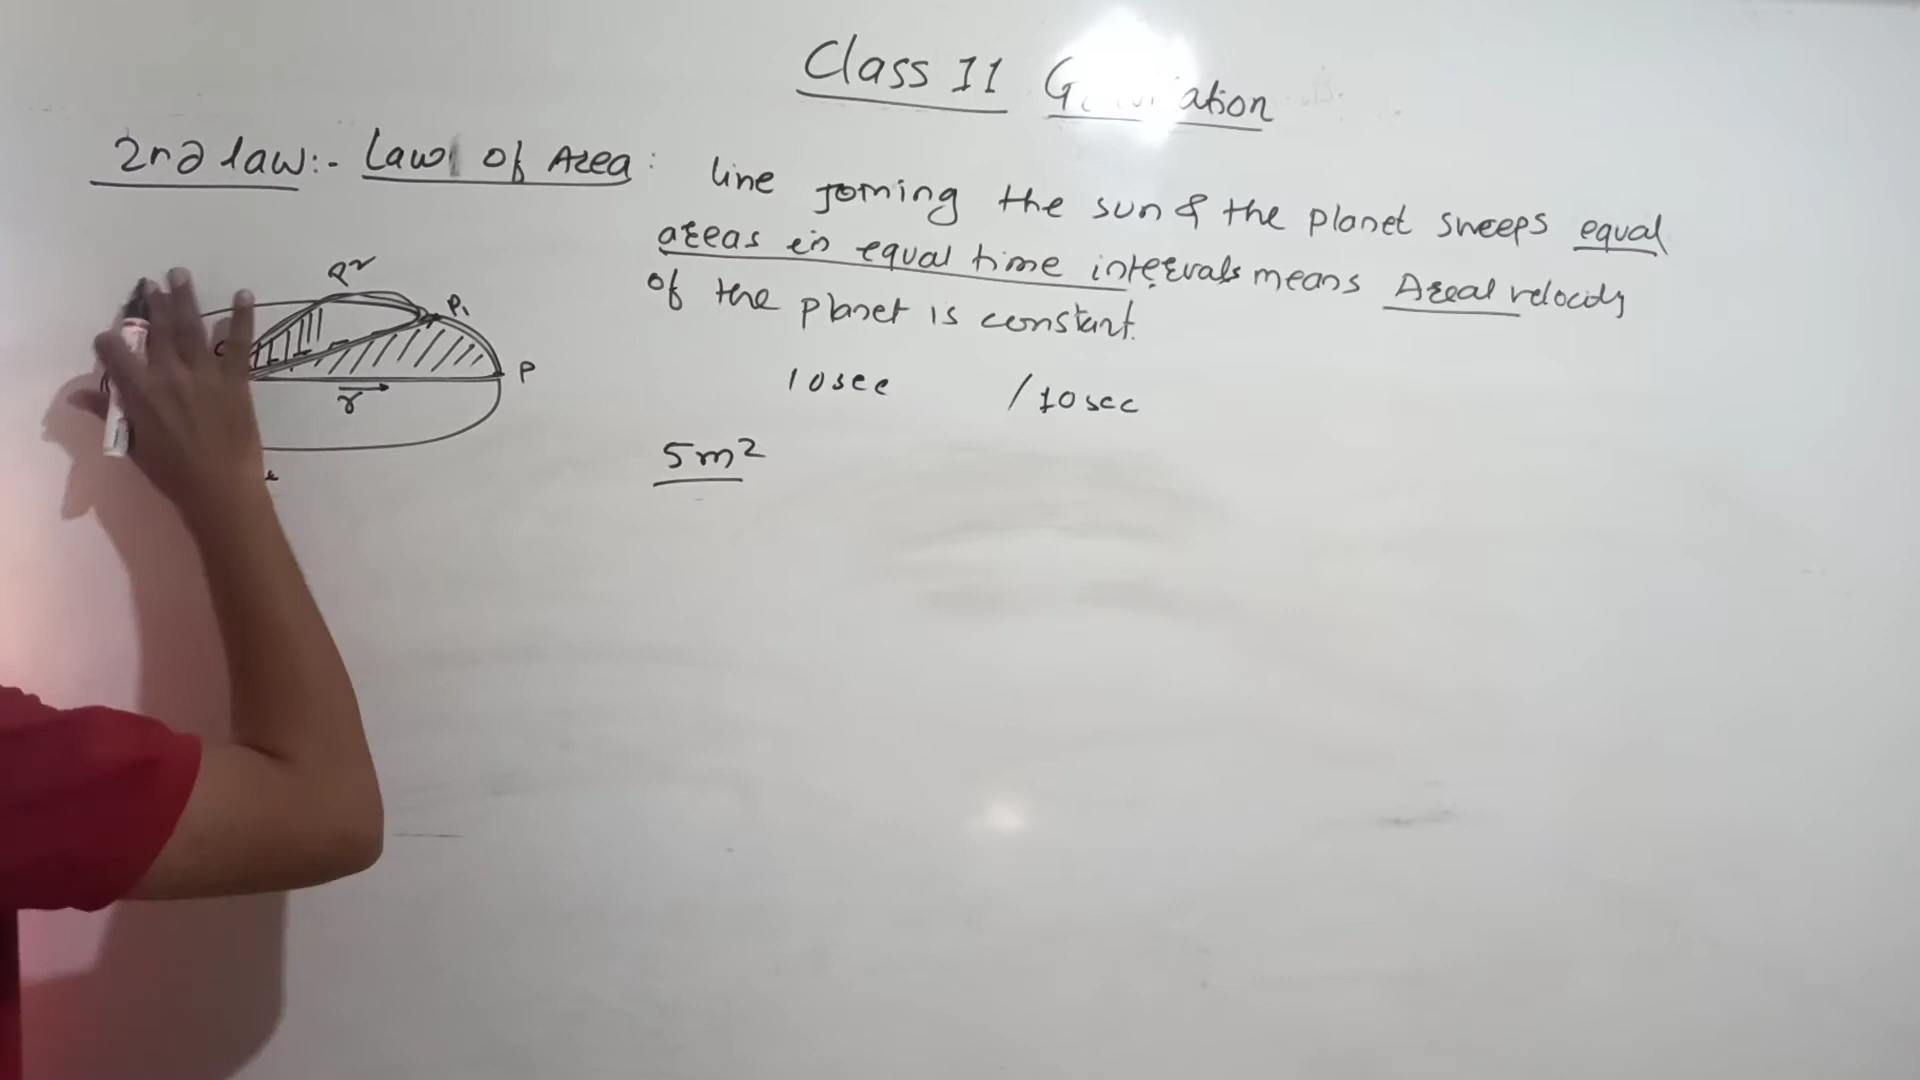 Class 11
2nd law:- Law of Area:
line joining the sun & the planet sweeps equal
areas in equal time intervals means Areal velocity
of the planet is constant.
P2
P1
P
r
10sec / 10sec
5m²